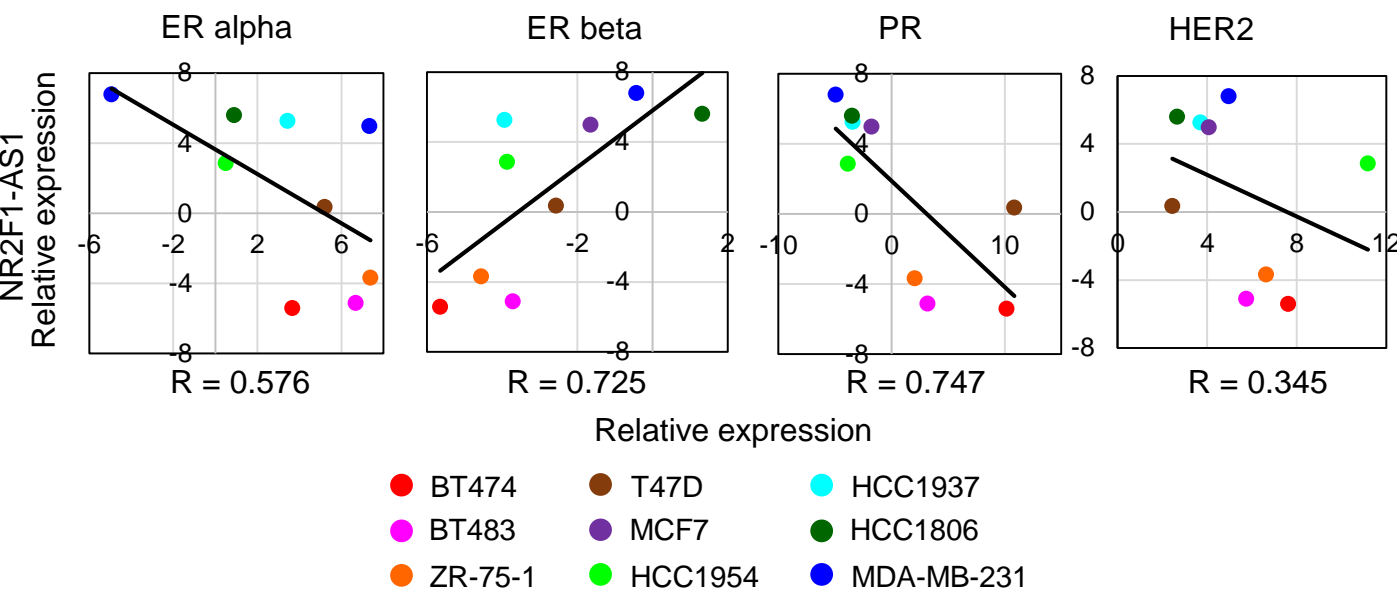 ER alpha
ER beta
PR
HER2
NR2F1-AS1
Relative expression
8
4
0
-4
-8
-6
-2
2
6
8
4
0
-4
-8
-6
-2
2
8
4
0
-4
-8
-10
0
10
8
4
0
-4
-8
0
4
8
12
R = 0.576
R = 0.725
R = 0.747
R = 0.345
Relative expression
BT474
T47D
HCC1937
BT483
MCF7
HCC1806
ZR-75-1
HCC1954
MDA-MB-231